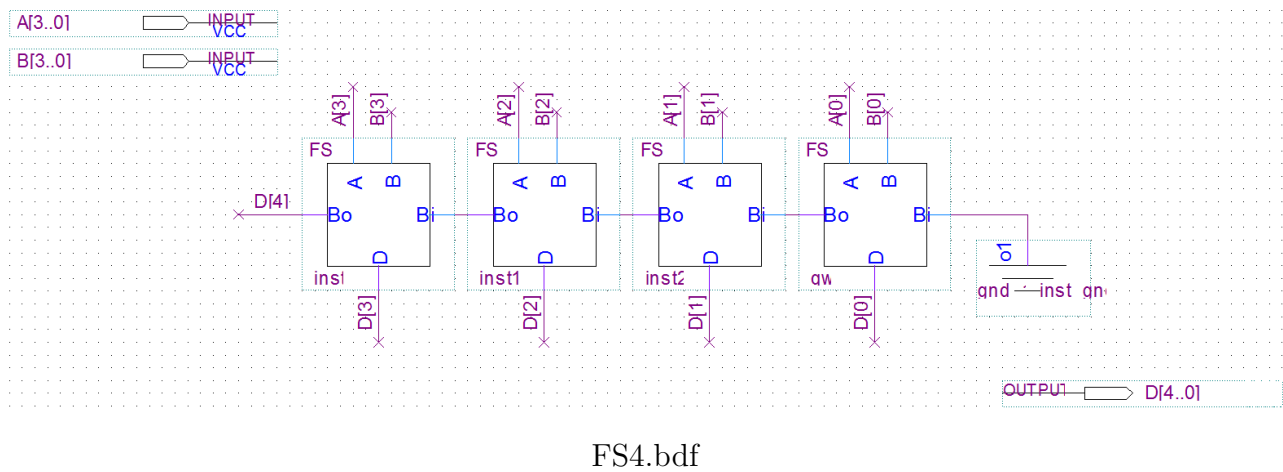 A[3..0] INPUT
VCC
B[3..0] INPUT
VCC
A[3] B[3] A[2] B[2] A[1] B[1] A[0] B[0]
FS FS FS FS
A B A B A B A B
D[4] Bo Bi Bo Bi Bo Bi Bo Bi
D D D D o1
inst inst1 inst2 gnd inst
D[3] D[2] D[1] D[0]
OUTPUT D[4..0]
FS4.bdf